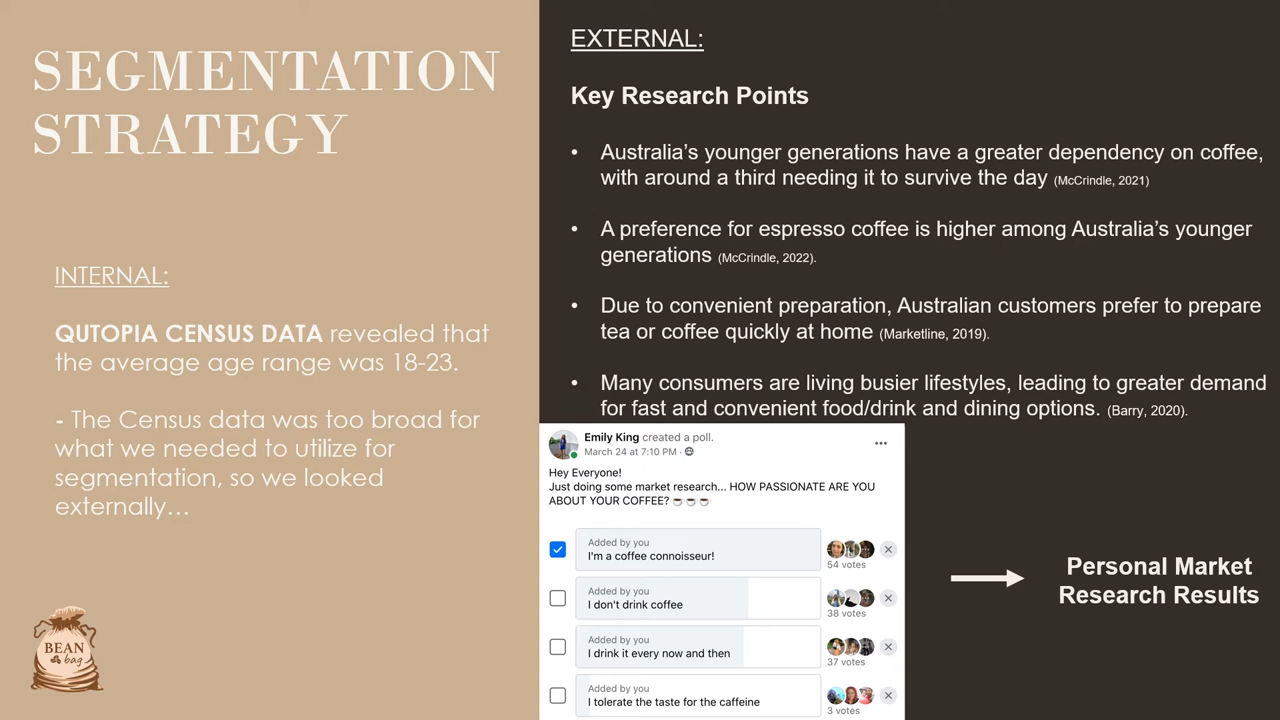 SEGMENTATION
STRATEGY
INTERNAL:
QUTOPIA CENSUS DATA revealed that
the average age range was 18-23.
- The Census data was too broad for
what we needed to utilize for
segmentation, so we looked
externally…
BEAN
bag
EXTERNAL:
Key Research Points
• Australia’s younger generations have a greater dependency on coffee,
with around a third needing it to survive the day (McCrindle, 2021)
• A preference for espresso coffee is higher among Australia’s younger
generations (McCrindle, 2022).
• Due to convenient preparation, Australian customers prefer to prepare
tea or coffee quickly at home (Marketline, 2019).
• Many consumers are living busier lifestyles, leading to greater demand
for fast and convenient food/drink and dining options. (Barry, 2020).
Emily King created a poll.
March 24 at 7:10 PM ·
Hey Everyone!
Just doing some market research... HOW PASSIONATE ARE YOU
ABOUT YOUR COFFEE? ☕☕☕
Added by you
I'm a coffee connoisseur!
54 votes
Added by you
I don't drink coffee
38 votes
Added by you
I drink it every now and then
37 votes
Added by you
I tolerate the taste for the caffeine
3 votes
Personal Market
Research Results